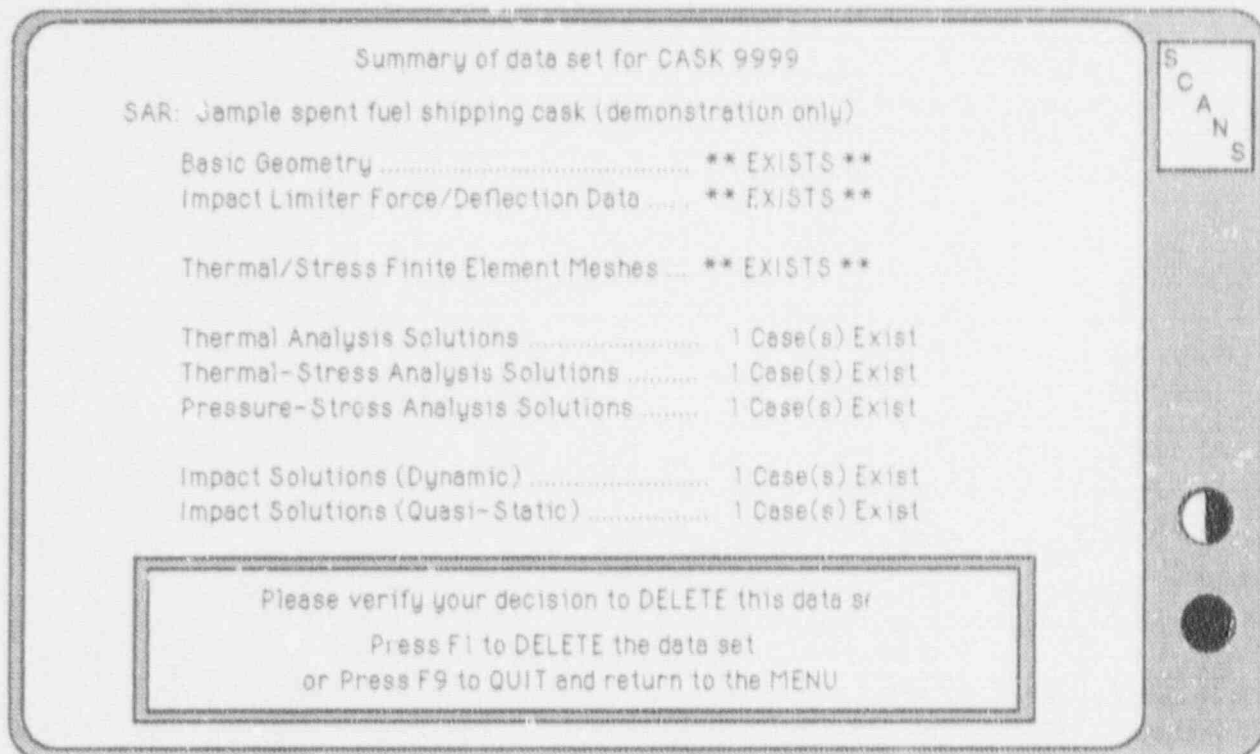 Summary of data set for CASK 9999
SAR: Sample spent fuel shipping cask (demonstration only)
Basic Geometry ........................................ ** EXISTS **
Impact Limiter Force/Deflection Data ...... ** EXISTS **
Thermal/Stress Finite Element Meshes ... ** EXISTS **
Thermal Analysis Solutions ........................ 1 Case(s) Exist
Thermal-Stress Analysis Solutions .......... 1 Case(s) Exist
Pressure-Stress Analysis Solutions ........ 1 Case(s) Exist
Impact Solutions (Dynamic) ..................... 1 Case(s) Exist
Impact Solutions (Quasi-Static) ................ 1 Case(s) Exist
Please verify your decision to DELETE this data
Press F1 to DELETE the data set
or Press F9 to QUIT and return to the MENU
SCANS